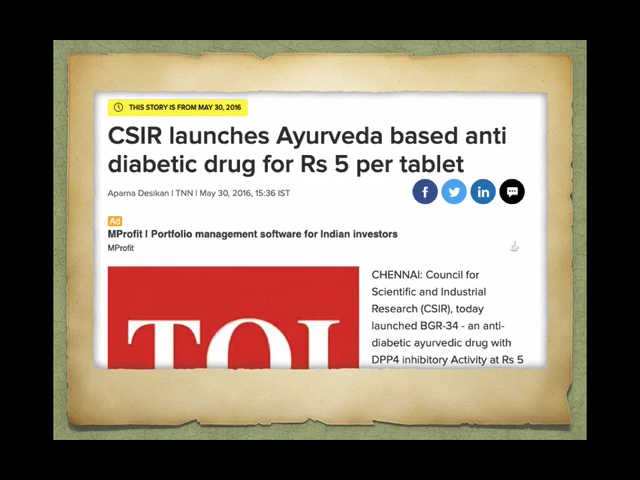 THIS STORY IS FROM MAY 30, 2016
CSIR launches Ayurveda based anti
diabetic drug for Rs 5 per tablet
Aparna Desikan | TNN | May 30, 2016, 15:36 IST
Ad
MProfit | Portfolio management software for Indian investors
MProfit
TOI
CHENNAI: Council for
Scientific and Industrial
Research (CSIR), today
launched BGR-34 - an anti-
diabetic ayurvedic drug with
DPP4 inhibitory Activity at Rs 5